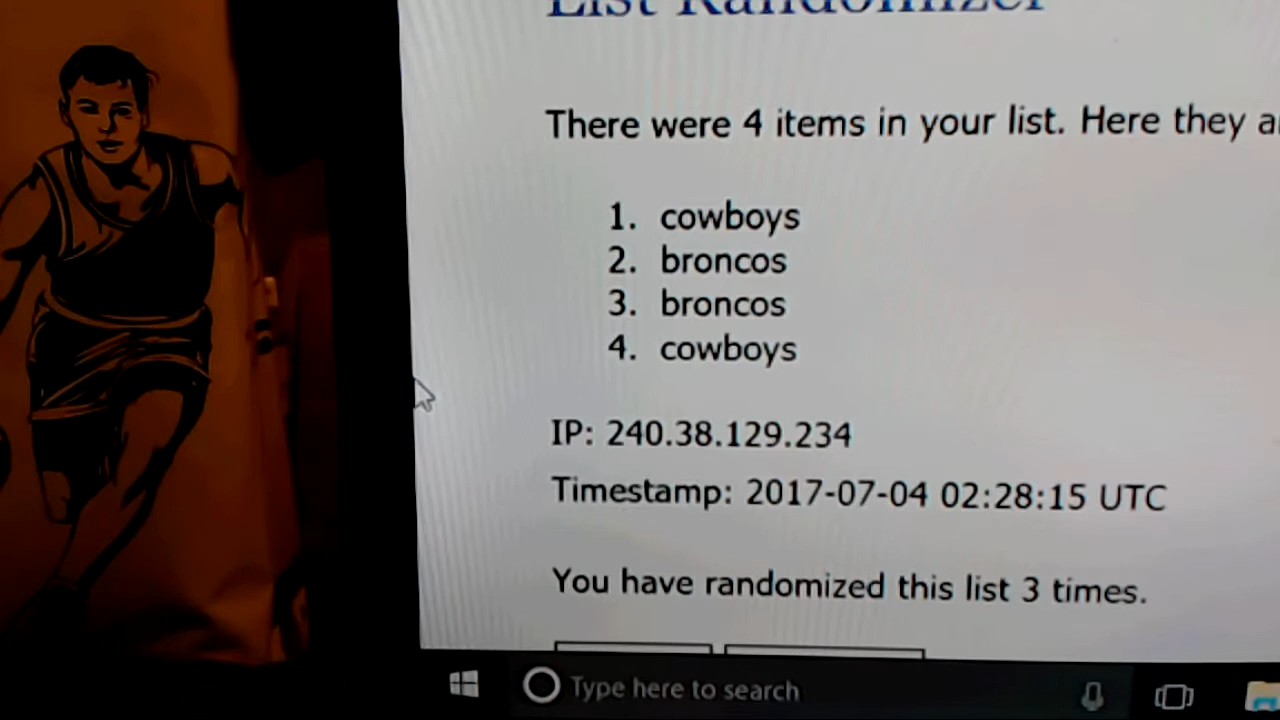 List Randomizer
There were 4 items in your list. Here they
1. cowboys
2. broncos
3. broncos
4. cowboys
IP: 240.38.129.234
Timestamp: 2017-07-04 02:28:15 UTC
You have randomized this list 3 times.
Type here to search